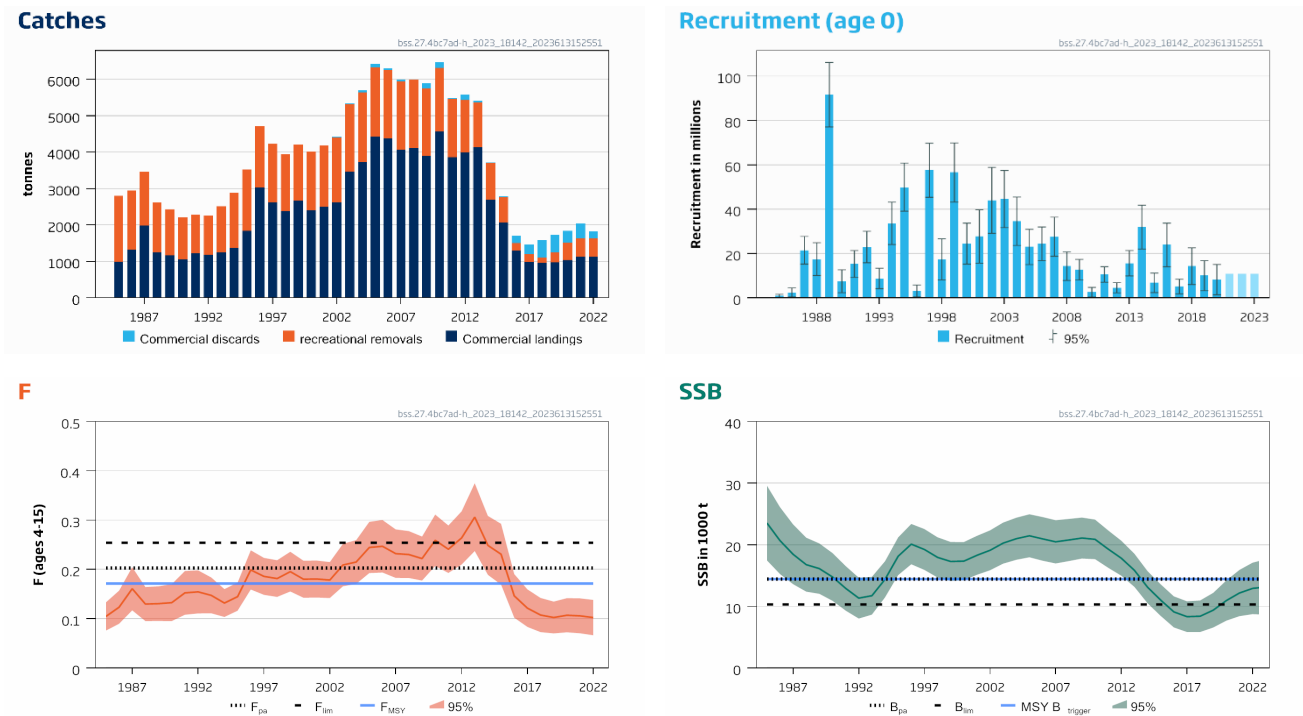 Catches
bss.27.4bc7ad-h_2023_18142_2023613152551
tonnes
6000
5000
4000
3000
2000
1000
0
1987 1992 1997 2002 2007 2012 2017 2022
Commercial discards recreational removals Commercial landings
Recruitment (age 0)
bss.27.4bc7ad-h_2023_18142_2023613152551
Recruitment in millions
100
80
60
40
20
0
1988 1993 1998 2003 2008 2013 2018 2023
Recruitment 95%
F
bss.27.4bc7ad-h_2023_18142_2023613152551
F (ages 4-15)
0.5
0.4
0.3
0.2
0.1
0
1987 1992 1997 2002 2007 2012 2017 2022
Fpa Flim FMSY 95%
SSB
bss.27.4bc7ad-h_2023_18142_2023613152551
SSB in 1000 t
40
30
20
10
0
1987 1992 1997 2002 2007 2012 2017 2022
Bpa Blim MSY B trigger 95%